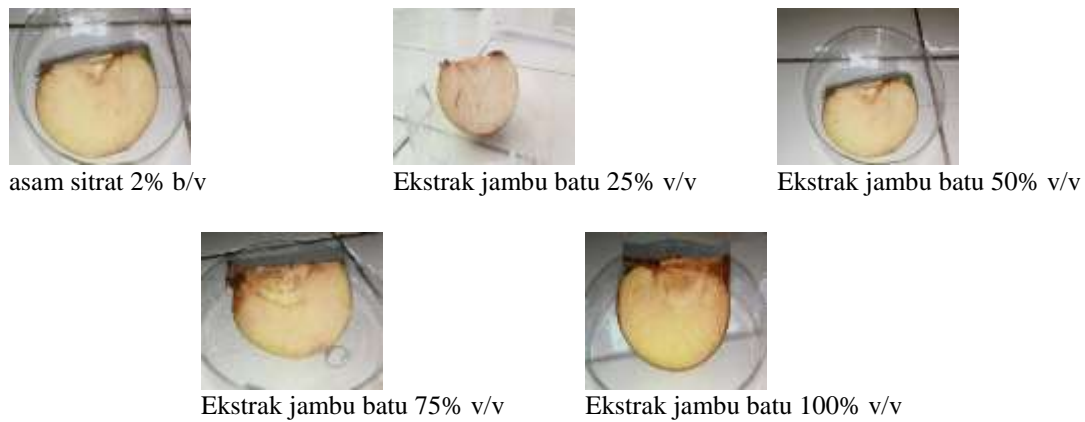 asam sitrat 2% b/v
Ekstrak jambu batu 25% v/v
Ekstrak jambu batu 50% v/v
Ekstrak jambu batu 75% v/v
Ekstrak jambu batu 100% v/v